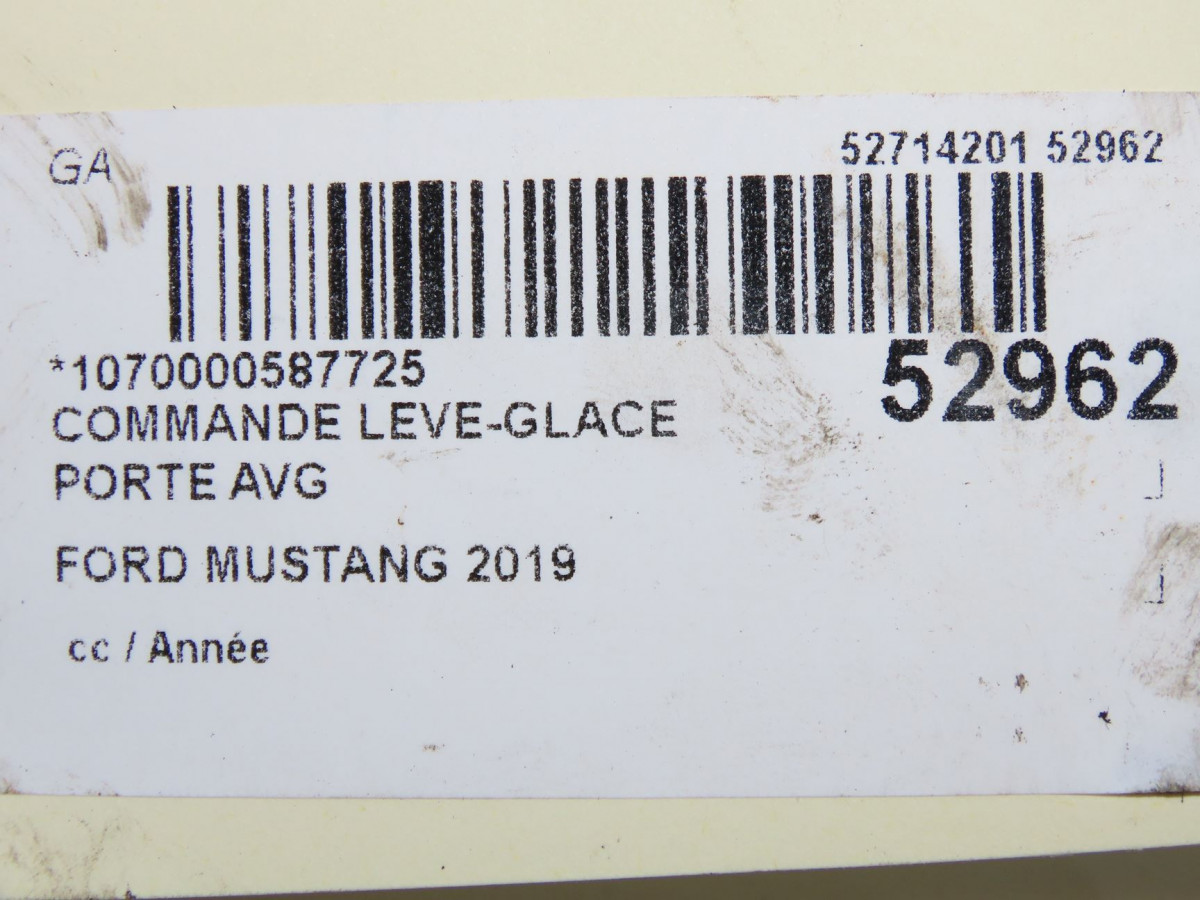 GA
52714201 52962
*1070000587725
52962
COMMANDE LEVE-GLACE
PORTE AVG
FORD MUSTANG 2019
cc / Année